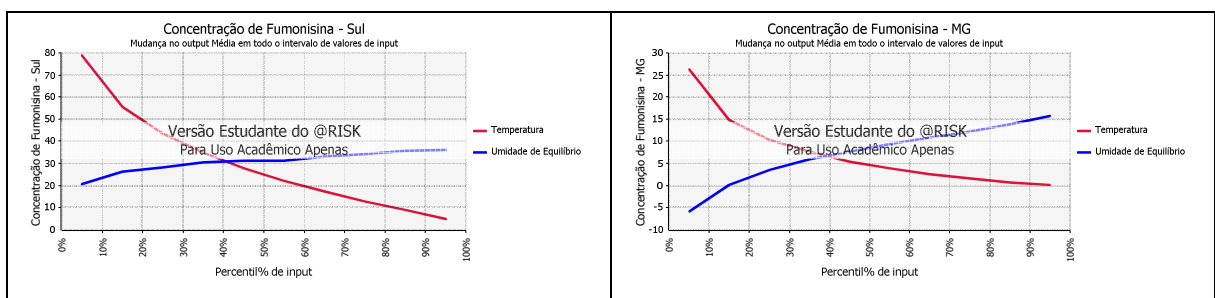 Concentração de Fumonisina - Sul
Mudança no output Média em todo o intervalo de valores de input
Concentração de Fumonisina - Sul
80
70
60
50
40
30
20
10
0
Versão Estudante do @RISK
Para Uso Acadêmico Apenas
Temperatura
Umidade de Equilíbrio
0%
10%
20%
30%
40%
50%
60%
70%
80%
90%
100%
Percentil% de input
Concentração de Fumonisina - MG
Mudança no output Média em todo o intervalo de valores de input
Concentração de Fumonisina - MG
30
25
20
15
10
5
0
-5
-10
Versão Estudante do @RISK
Para Uso Acadêmico Apenas
Temperatura
Umidade de Equilíbrio
0%
10%
20%
30%
40%
50%
60%
70%
80%
90%
100%
Percentil% de input